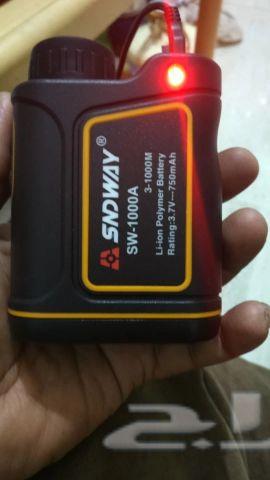 SNDWAY®
SW-1000A
3-1000M
Li-ion Polymer Battery
Rating:3.7V---750mAh